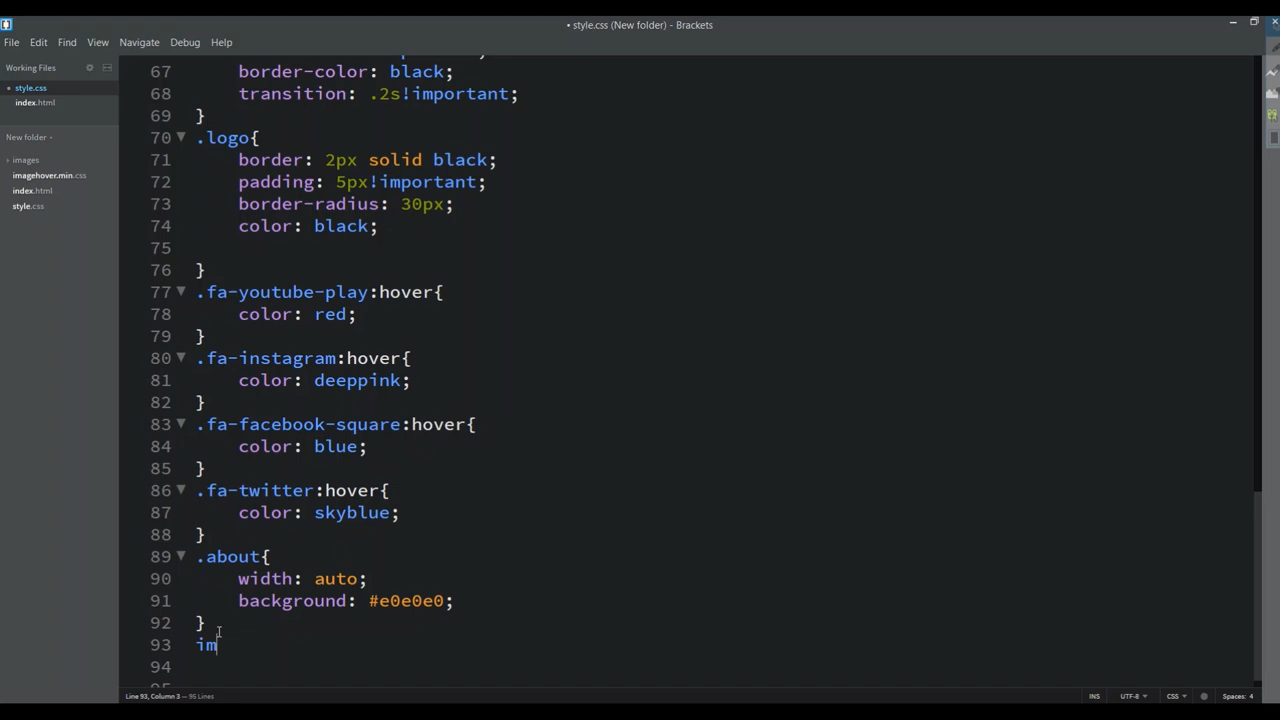 • style.css (New folder) - Brackets
File Edit Find View Navigate Debug Help
Working Files
• style.css
index.html
New folder
images
imagehover.min.css
index.html
style.css
67 border-color: black;
68 transition: .2s!important;
69 }
70 .logo{
71 border: 2px solid black;
72 padding: 5px!important;
73 border-radius: 30px;
74 color: black;
75
76 }
77 .fa-youtube-play:hover{
78 color: red;
79 }
80 .fa-instagram:hover{
81 color: deeppink;
82 }
83 .fa-facebook-square:hover{
84 color: blue;
85 }
86 .fa-twitter:hover{
87 color: skyblue;
88 }
89 .about{
90 width: auto;
91 background: #e0e0e0;
92 }
93 im
94
Line 93, Column 3 — 95 Lines INS UTF-8 CSS Spaces: 4